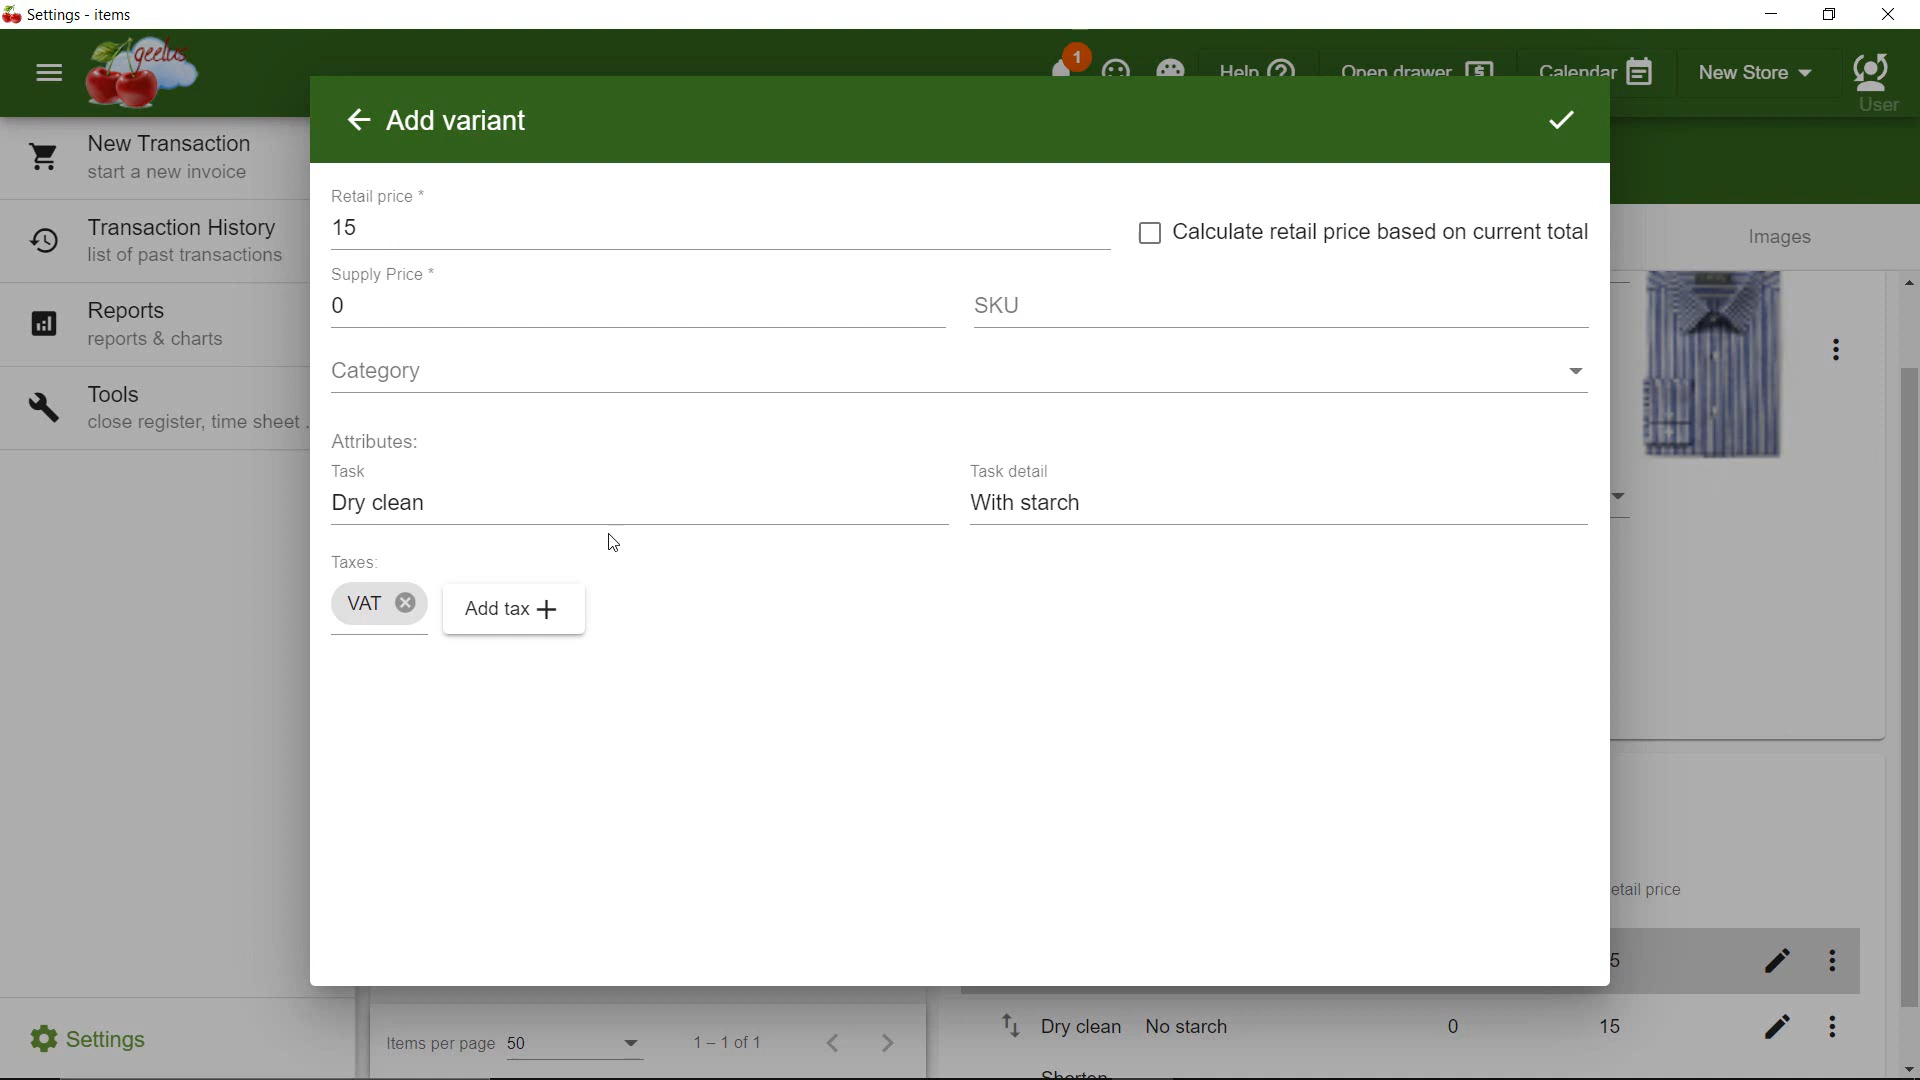 Settings - items
geelus
1
Help
Open drawer
Calendar
New Store
User
New Transaction
start a new invoice
Transaction History
list of past transactions
Reports
reports & charts
Tools
close register, time sheet .
Settings
Add variant
Retail price *
15
Calculate retail price based on current total
Supply Price *
0
SKU
Category
Attributes:
Task
Dry clean
Task detail
With starch
Taxes:
VAT
Add tax
Images
etail price
5
Dry clean No starch 0 15
Items per page 50 1 – 1 of 1